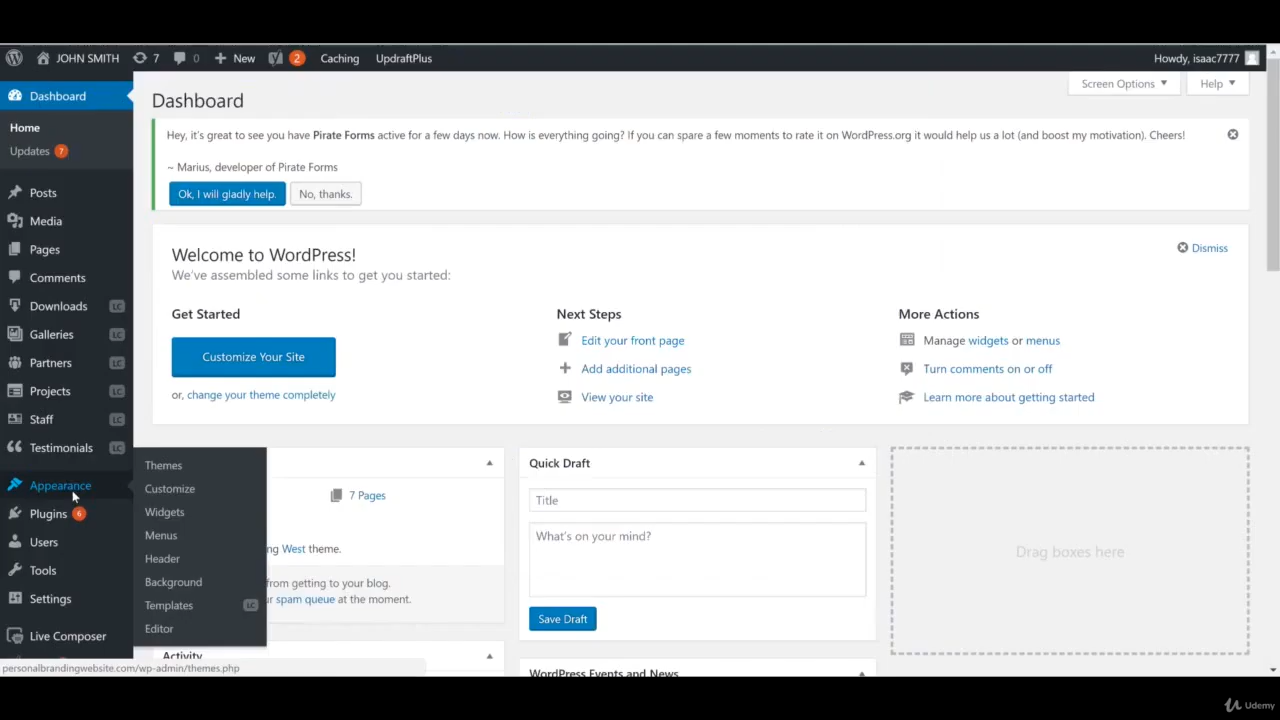 JOHN SMITH 7 0 New 2 Caching UpdraftPlus Howdy, isaac7777
Dashboard
Home
Updates 7
Posts
Media
Pages
Comments
Downloads LC
Galleries LC
Partners LC
Projects LC
Staff LC
Testimonials LC
Appearance
Plugins 6
Users
Tools
Settings
Live Composer
Themes
Customize
Widgets
Menus
Header
Background
Templates LC
Editor
Screen Options Help
Dashboard
Hey, it's great to see you have Pirate Forms active for a few days now. How is everything going? If you can spare a few moments to rate it on WordPress.org it would help us a lot (and boost my motivation). Cheers!
~ Marius, developer of Pirate Forms
Ok, I will gladly help. No, thanks.
Welcome to WordPress!
Dismiss
We've assembled some links to get you started:
Get Started
Customize Your Site
or, change your theme completely
Next Steps
Edit your front page
Add additional pages
View your site
More Actions
Manage widgets or menus
Turn comments on or off
Learn more about getting started
7 Pages
West theme.
from getting to your blog.
spam queue at the moment.
Activity
Quick Draft
Title
What's on your mind?
Save Draft
WordPress Events and News
Drag boxes here
personalbrandingwebsite.com/wp-admin/themes.php
Udemy